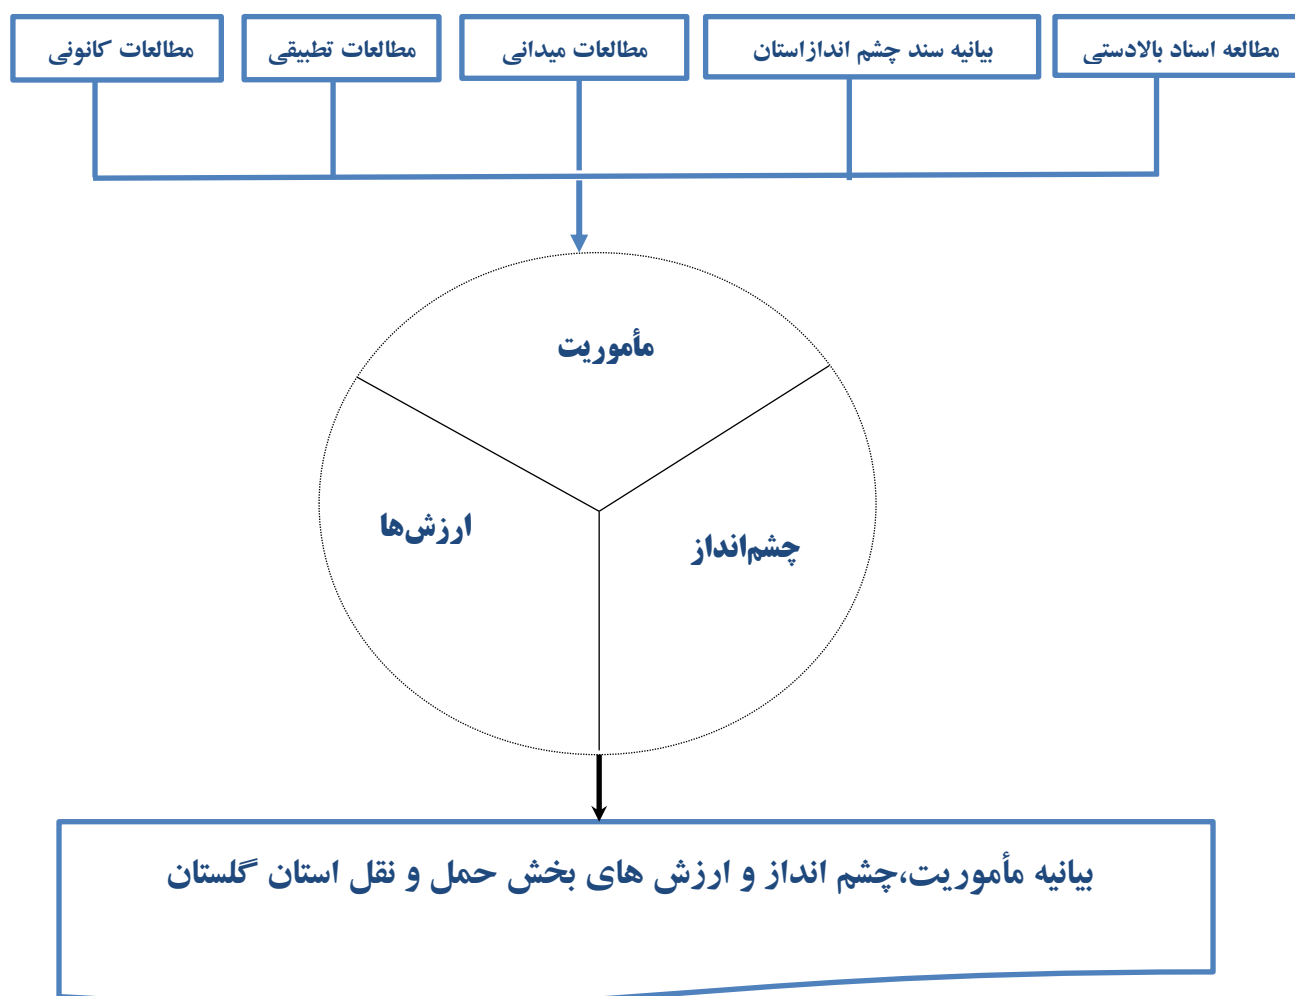 مطالعه اسناد بالادستی
بیانیه سند چشم اندازاستان
مطالعات میدانی
مطالعات تطبیقی
مطالعات کانونی
مأموریت
چشم‌انداز
ارزش‌ها
بیانیه مأموریت،چشم انداز و ارزش های بخش حمل و نقل استان گلستان